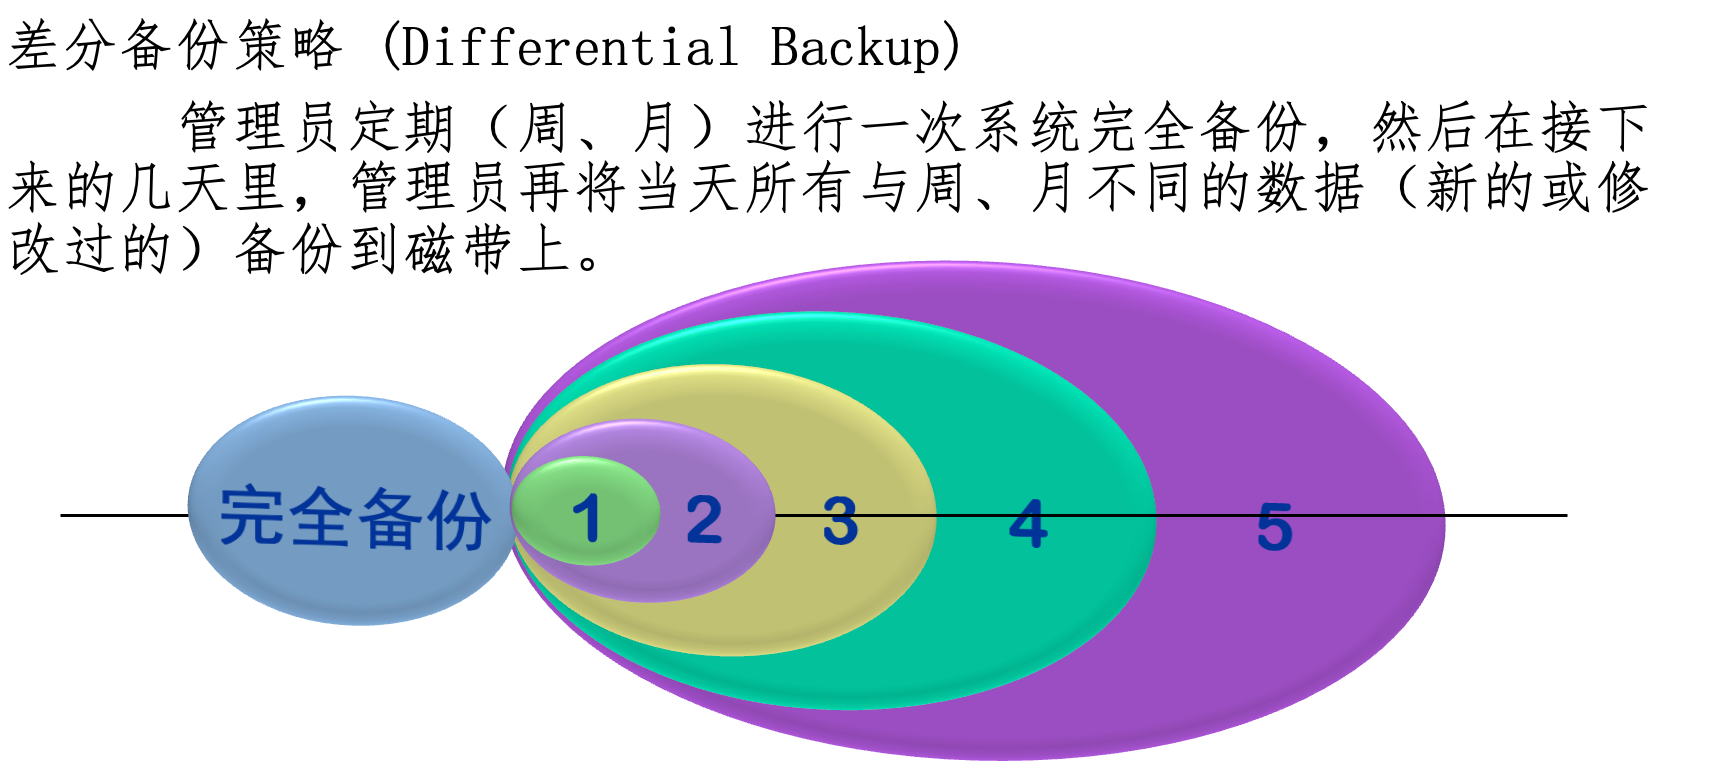 差分备份策略 (Differential Backup)
管理员定期（周、月）进行一次系统完全备份，然后在接下
来的几天里，管理员再将当天所有与周、月不同的数据（新的或修
改过的）备份到磁带上。
完全备份 1 2 3 4 5